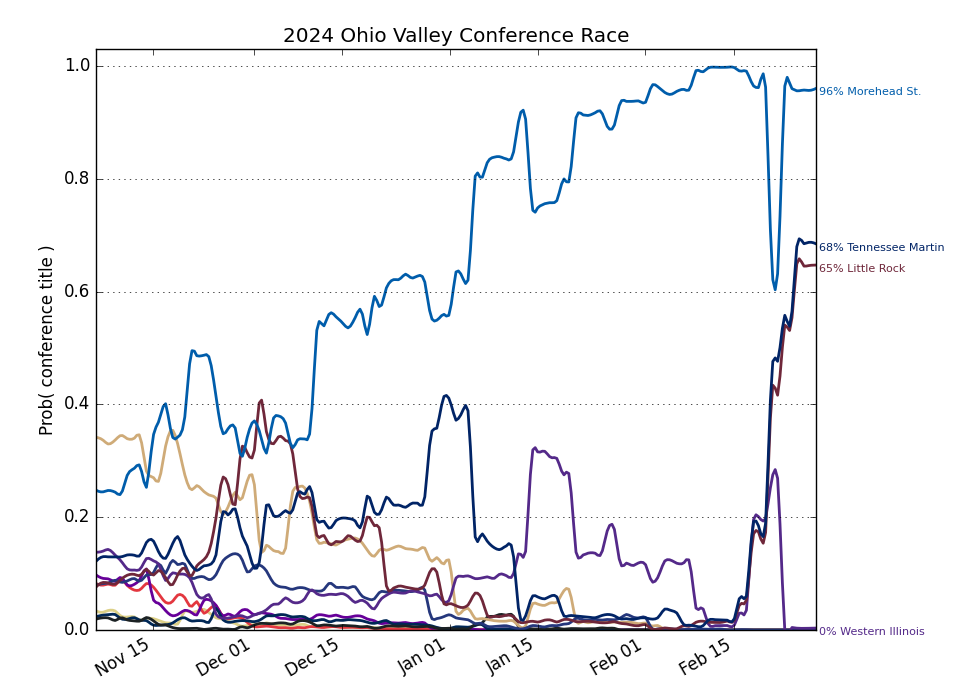 2024 Ohio Valley Conference Race
Prob( conference title )
1.0
0.8
0.6
0.4
0.2
0.0
96% Morehead St.
68% Tennessee Martin
65% Little Rock
0% Western Illinois
Nov 15
Dec 01
Dec 15
Jan 01
Jan 15
Feb 01
Feb 15